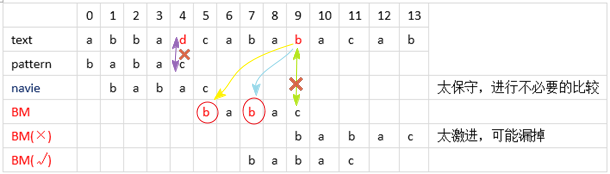 0 1 2 3 4 5 6 7 8 9 10 11 12 13
text a b b a d c a b a b a c a b
pattern b a b a c
navie b a b a c 太保守，进行不必要的比较
BM b a b a c
BM(×) b a b a c 太激进，可能漏掉
BM(√) b a b a c